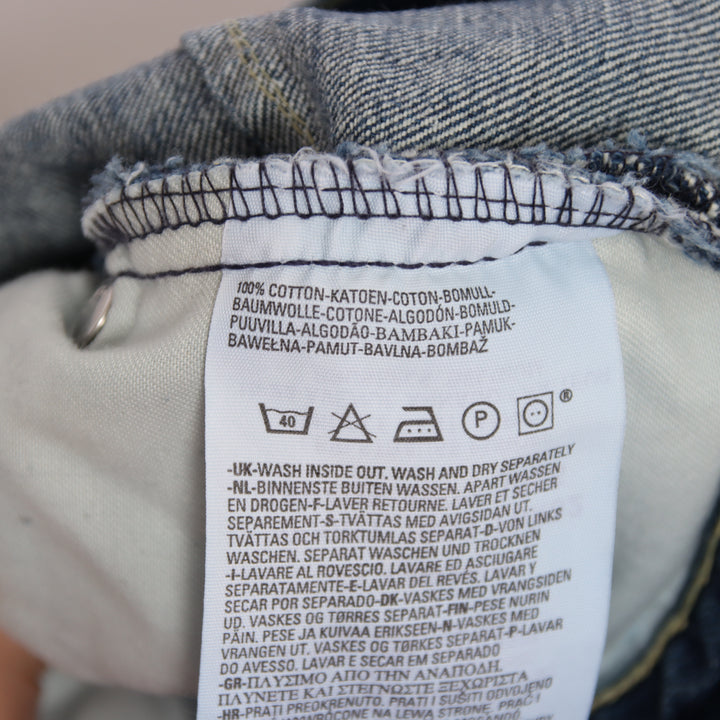 100% COTTON-KATOEN-COTON-BOMULL-
BAUMWOLLE-COTONE-ALGODÓN-BOMULD-
PUUVILLA-ALGODÃO-BAMBAKI-PAMUK-
BAWEŁNA-PAMUT-BAVLNA-BOMBAŽ
40 P ®
-UK-WASH INSIDE OUT. WASH AND DRY SEPARATELY
-NL-BINNENSTE BUITEN WASSEN. APART WASSEN
EN DROGEN-F-LAVER RETOURNE. LAVER ET SECHER
SEPAREMENT-S-TVÄTTAS MED AVIGSIDAN UT.
TVÄTTAS OCH TORKTUMLAS SEPARAT-D-VON LINKS
WASCHEN. SEPARAT WASCHEN UND TROCKNEN
-I-LAVARE AL ROVESCIO. LAVARE ED ASCIUGARE
SEPARATAMENTE-E-LAVAR DEL REVÉS. LAVAR Y
SECAR POR SEPARADO-DK-VASKES MED VRANGSIDEN
UD. VASKES OG TØRRES SEPARAT-FIN-PESE NURIN
PÄIN. PESE JA KUIVAA ERIKSEEN-N-VASKES MED
VRANGEN UT. VASKES OG TØRKES SEPARAT-P-LAVAR
DO AVESSO. LAVAR E SECAR EM SEPARADO
-GR-ΠΛΥΣΙΜΟ ΑΠΟ ΤΗΝ ΑΝΑΠΟΔΗ.
ΠΛΥΝΕΤΕ ΚΑΙ ΣΤΕΓΝΩΣΤΕ ΞΕΧΩΡΙΣΤΑ
-HR-PRATI PREOKRENUTO. PRATI I SUŠITI ODVOJENO
NA LEWĄ STRONĘ. PRAĆ I